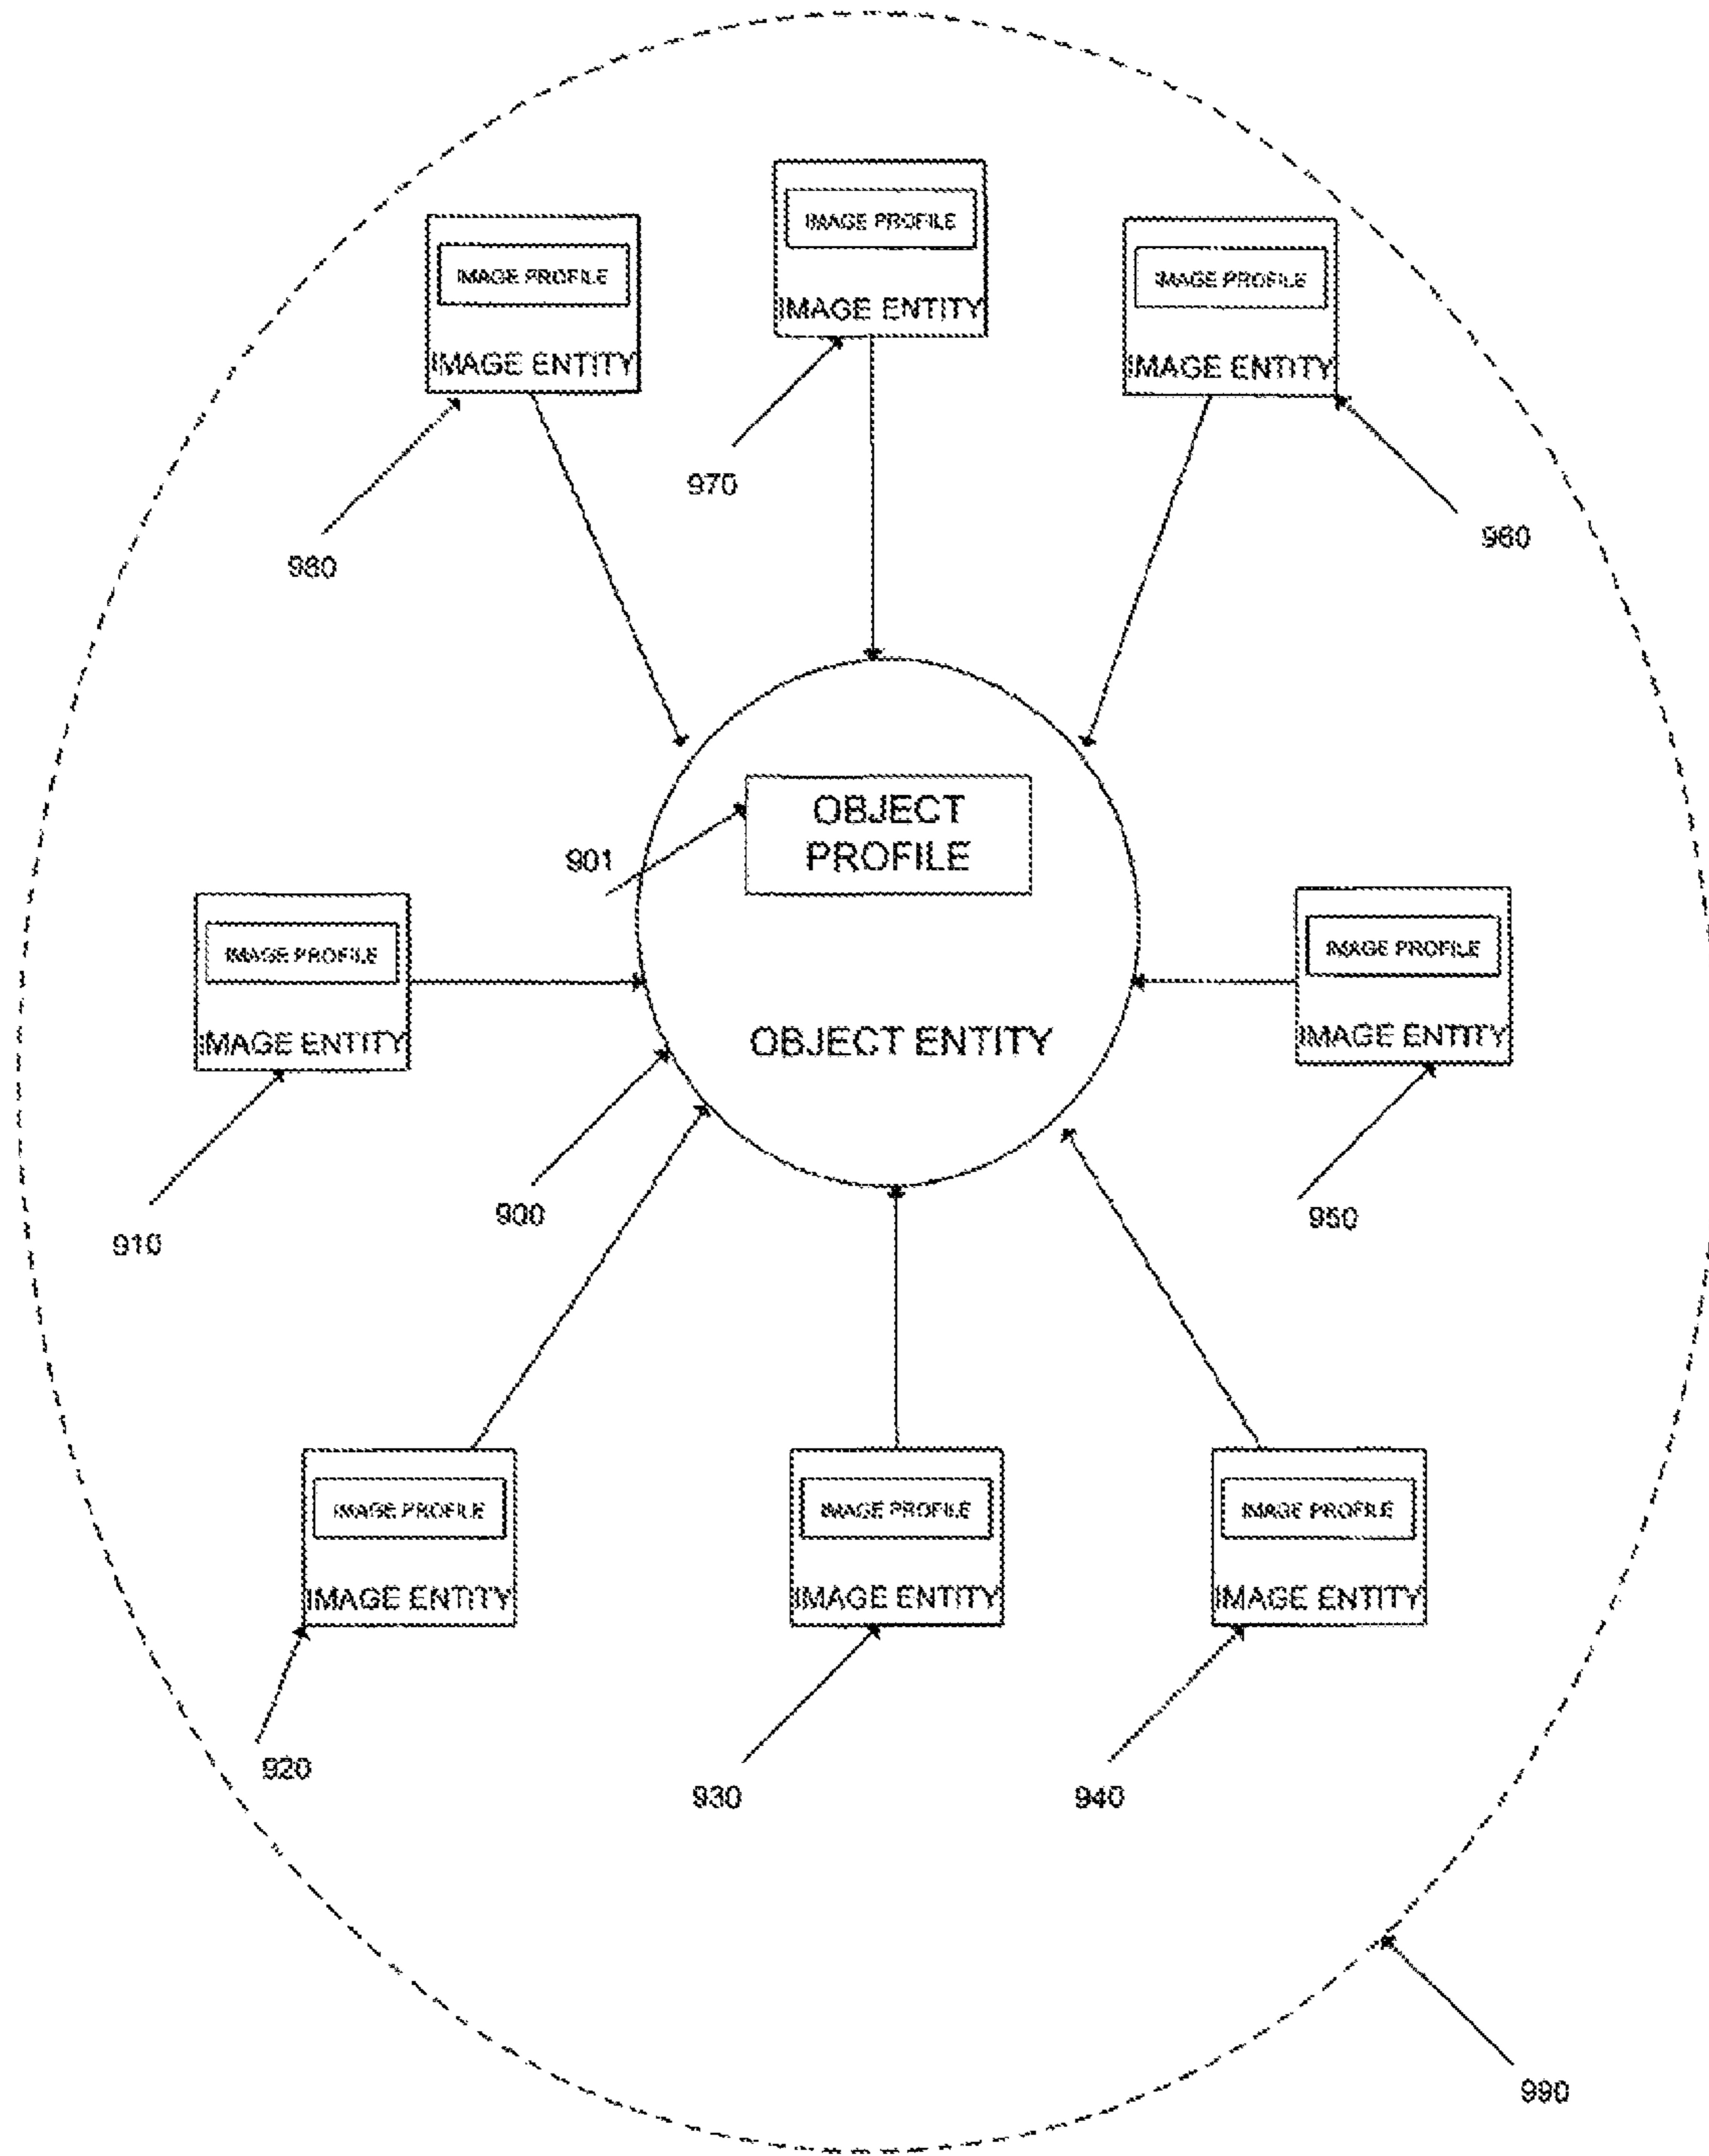 IMAGE PROFILE
IMAGE ENTITY
970
IMAGE PROFILE
IMAGE ENTITY
980
IMAGE PROFILE
IMAGE ENTITY
960
OBJECT
PROFILE
901
OBJECT ENTITY
900
IMAGE PROFILE
IMAGE ENTITY
910
IMAGE PROFILE
IMAGE ENTITY
950
IMAGE PROFILE
IMAGE ENTITY
920
IMAGE PROFILE
IMAGE ENTITY
930
IMAGE PROFILE
IMAGE ENTITY
940
990